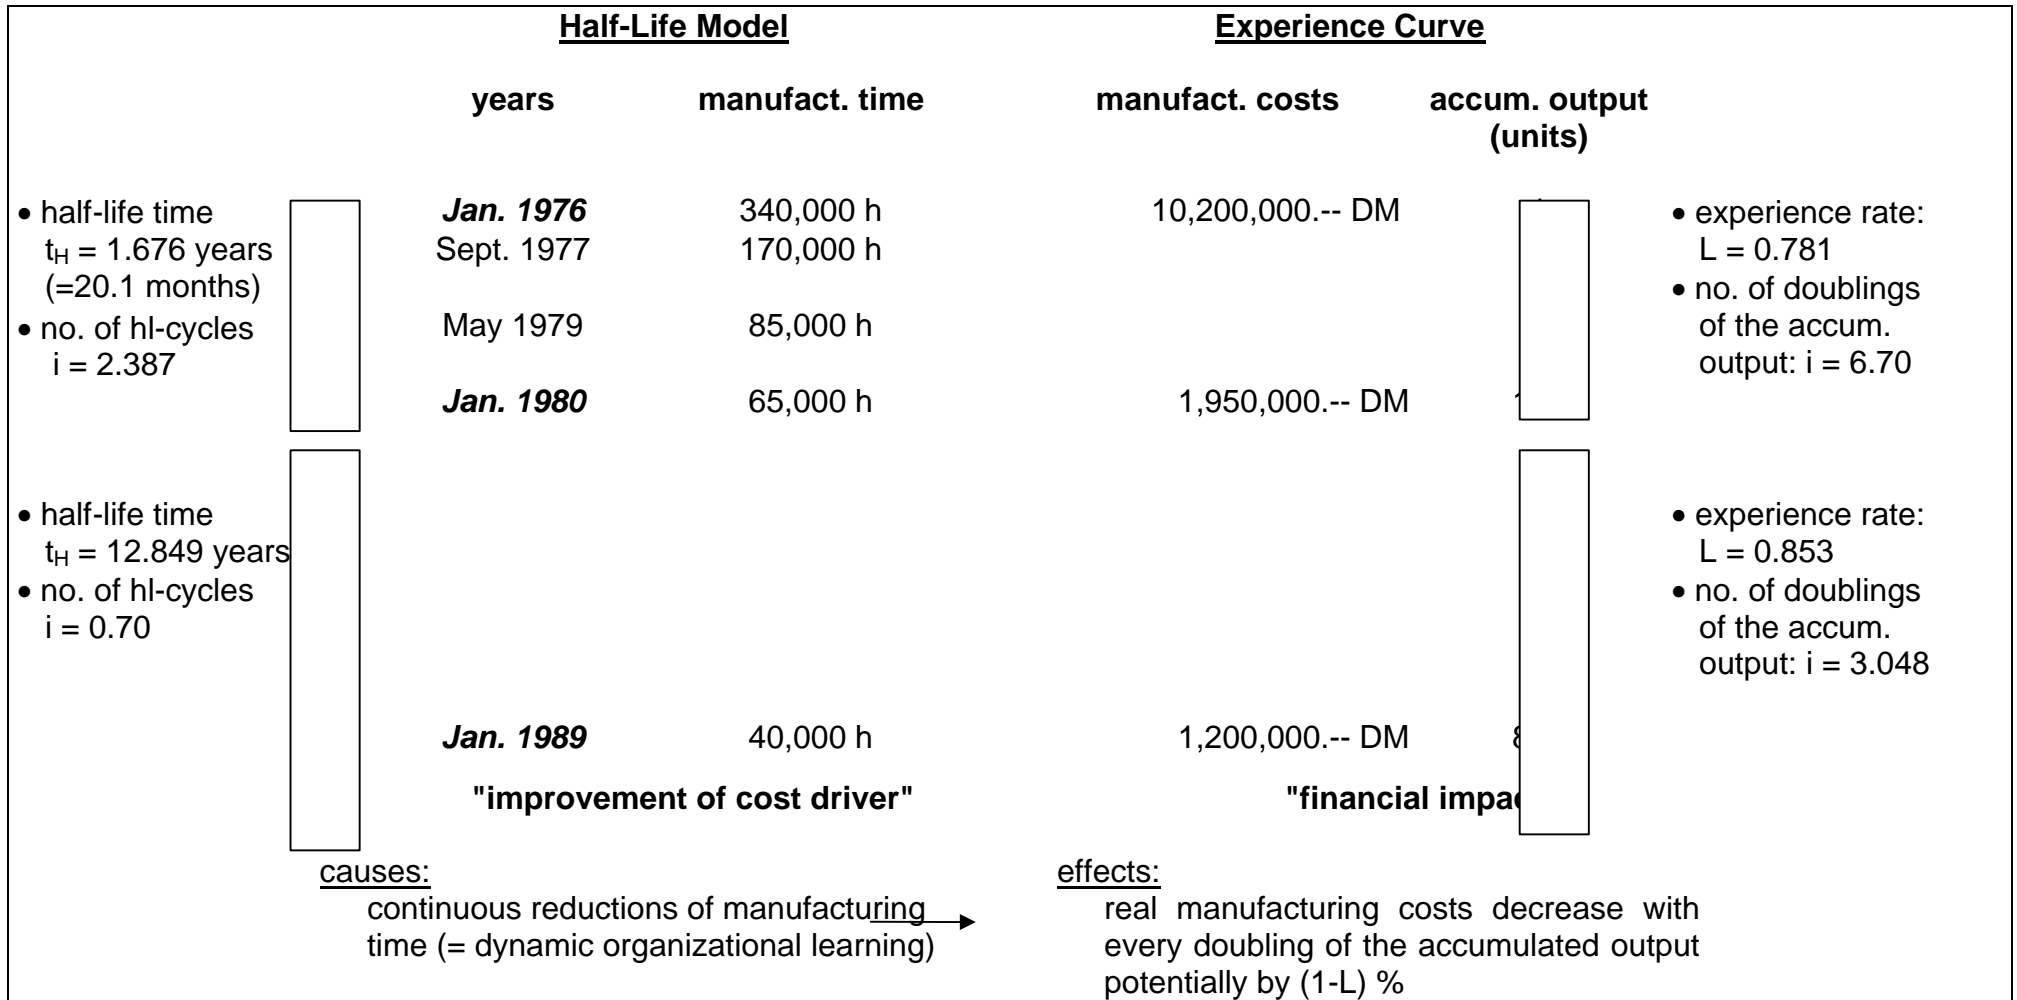 Half-Life Model Experience Curve
years manufact. time manufact. costs accum. output
(units)
• half-life time
tH = 1.676 years
(=20.1 months)
• no. of hl-cycles
i = 2.387
Jan. 1976 340,000 h 10,200,000.-- DM
Sept. 1977 170,000 h
May 1979 85,000 h
Jan. 1980 65,000 h 1,950,000.-- DM
• experience rate:
L = 0.781
• no. of doublings
of the accum.
output: i = 6.70
• half-life time
tH = 12.849 years
• no. of hl-cycles
i = 0.70
• experience rate:
L = 0.853
• no. of doublings
of the accum.
output: i = 3.048
Jan. 1989 40,000 h 1,200,000.-- DM
"improvement of cost driver" "financial
causes:
continuous reductions of manufacturing
time (= dynamic organizational learning)
effects:
real manufacturing costs decrease with
every doubling of the accumulated output
potentially by (1-L) %